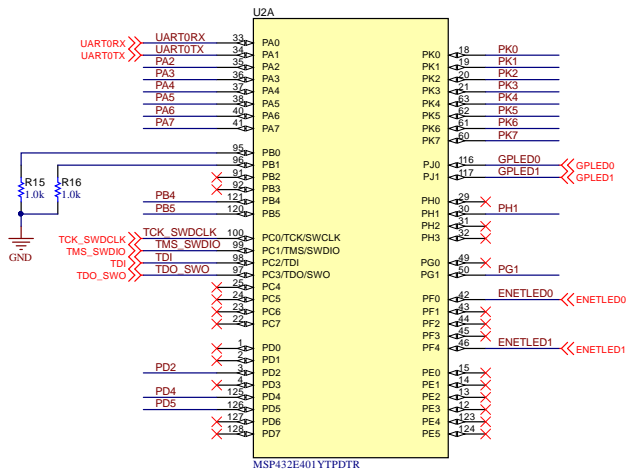 U2A
UART0RX UART0RX 33 PA0
UART0TX UART0TX 34 PA1
PA2 35 PA2
PA3 36 PA3
PA4 37 PA4
PA5 38 PA5
PA6 40 PA6
PA7 41 PA7
95 PB0
96 PB1
91 PB2
92 PB3
PB4 121 PB4
PB5 120 PB5
R15
1.0k
R16
1.0k
GND
TCK_SWDCLK TCK_SWDCLK 100 PC0/TCK/SWCLK
TMS_SWDIO TMS_SWDIO 99 PC1/TMS/SWDIO
TDI TDI 98 PC2/TDI
TDO_SWO TDO_SWO 97 PC3/TDO/SWO
25 PC4
24 PC5
23 PC6
22 PC7
1 PD0
2 PD1
PD2 3 PD2
4 PD3
PD4 125 PD4
PD5 126 PD5
127 PD6
128 PD7
PK0 18 PK0
PK1 19 PK1
PK2 20 PK2
PK3 21 PK3
PK4 63 PK4
PK5 62 PK5
PK6 61 PK6
PK7 60 PK7
PJ0 116 GPLED0 GPLED0
PJ1 117 GPLED1 GPLED1
PH0 29
PH1 30 PH1
PH2 31
PH3 32
PG0 49
PG1 50 PG1
PF0 42 ENETLED0 ENETLED0
PF1 43
PF2 44
PF3 45
PF4 46 ENETLED1 ENETLED1
PE0 15
PE1 14
PE2 13
PE3 12
PE4 123
PE5 124
MSP432E401YTPDTR